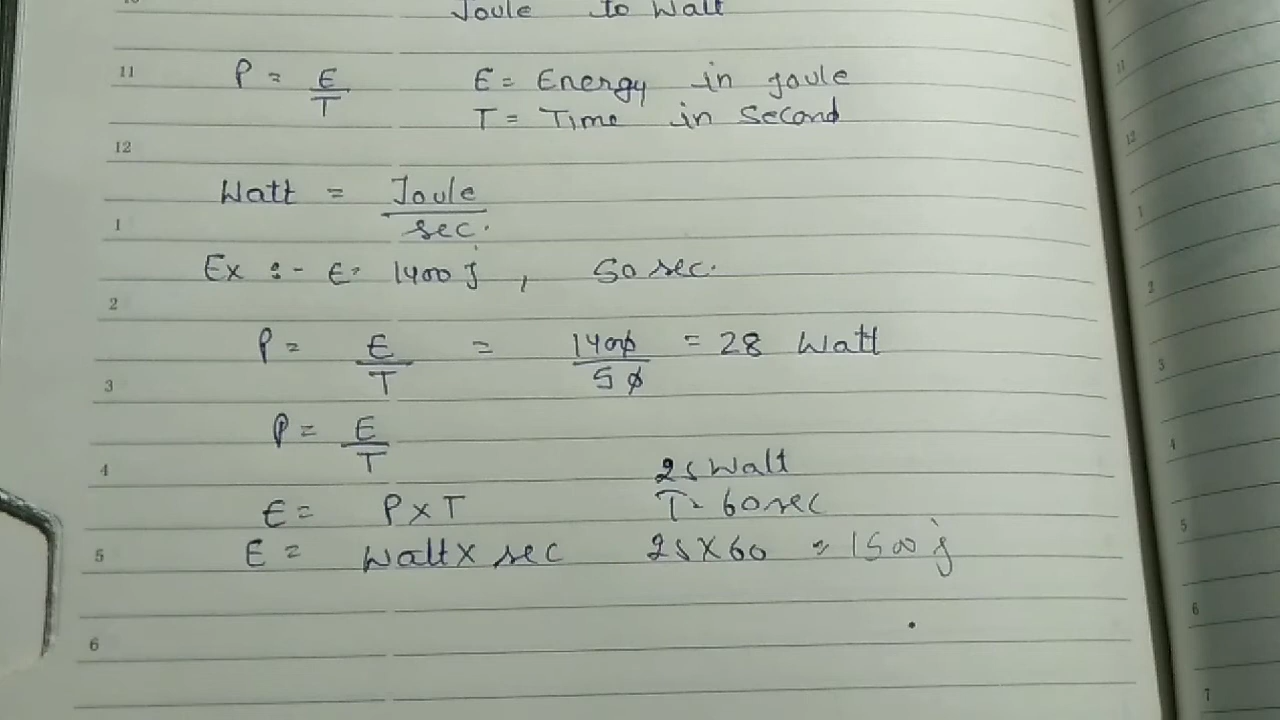 Joule to Watt
11 P = E/T E = Energy in joule
T = Time in second
12
Watt = Joule/sec.
1
Ex :- E= 1400 j , 50 sec.
2
P = E/T = 1400/50 = 28 Watt
3
P = E/T
4
25 Watt
E = P x T T = 60 sec
5 E = Watt x sec 25 x 60 = 1500 j
6